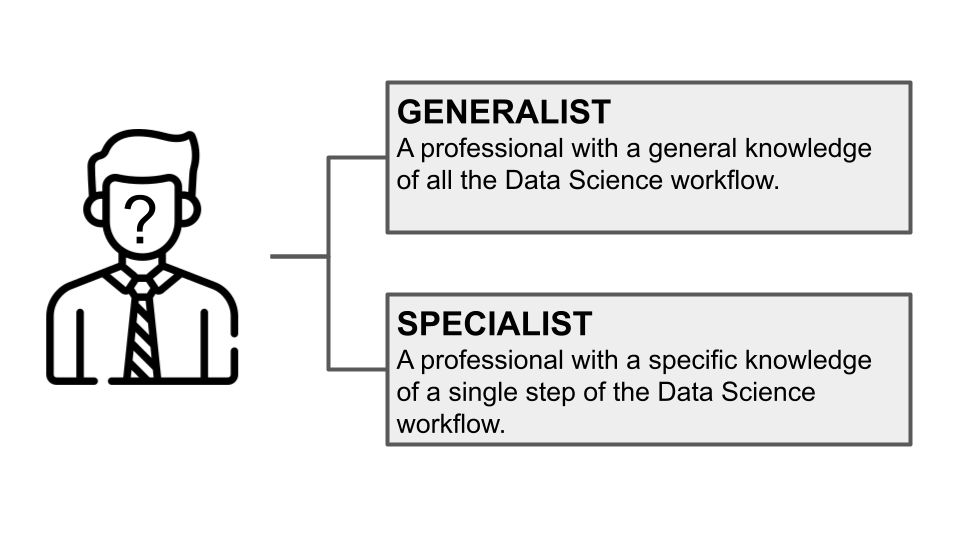 ?
GENERALIST
A professional with a general knowledge
of all the Data Science workflow.
SPECIALIST
A professional with a specific knowledge
of a single step of the Data Science
workflow.